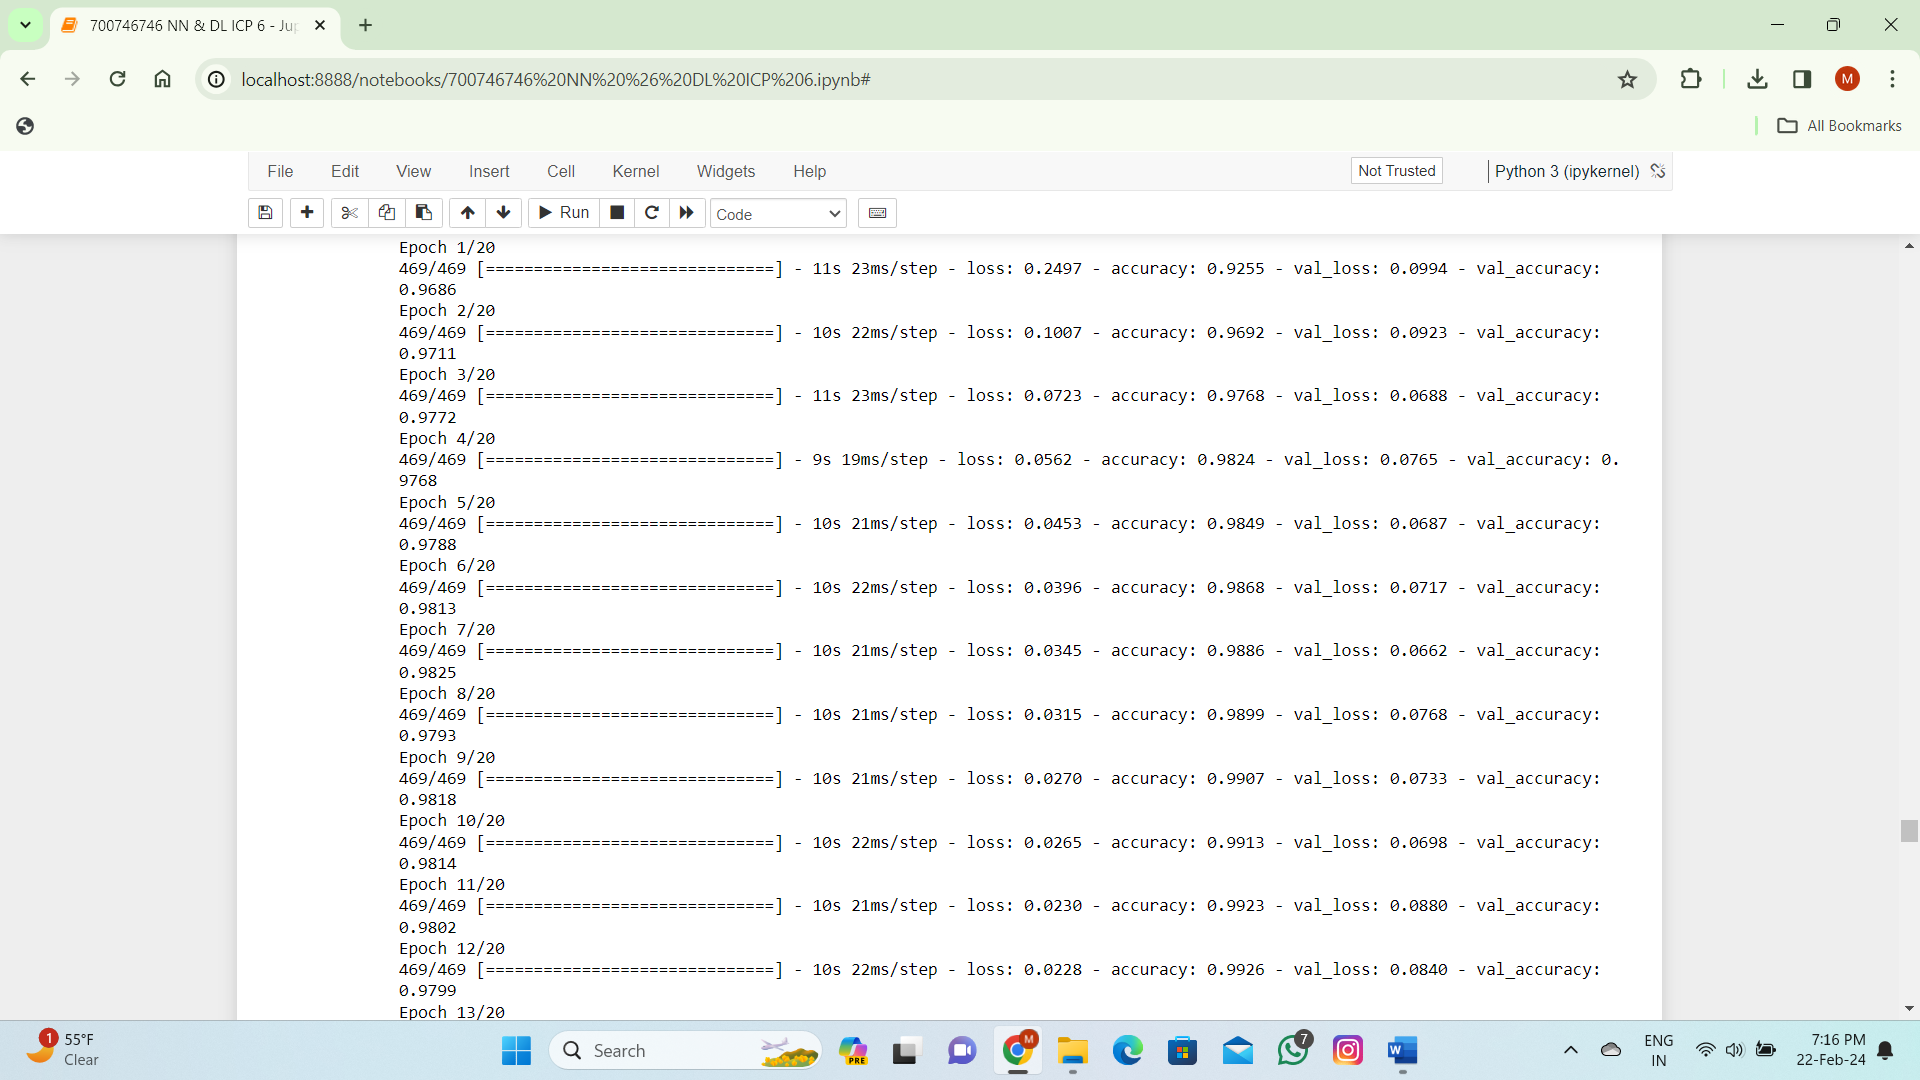 700746746 NN & DL ICP 6 - Jup
localhost:8888/notebooks/700746746%20NN%20%26%20DL%20ICP%206.ipynb#
M
All Bookmarks
File Edit View Insert Cell Kernel Widgets Help Not Trusted Python 3 (ipykernel)
Run Code
Epoch 1/20
469/469 [==============================] - 11s 23ms/step - loss: 0.2497 - accuracy: 0.9255 - val_loss: 0.0994 - val_accuracy:
0.9686
Epoch 2/20
469/469 [==============================] - 10s 22ms/step - loss: 0.1007 - accuracy: 0.9692 - val_loss: 0.0923 - val_accuracy:
0.9711
Epoch 3/20
469/469 [==============================] - 11s 23ms/step - loss: 0.0723 - accuracy: 0.9768 - val_loss: 0.0688 - val_accuracy:
0.9772
Epoch 4/20
469/469 [==============================] - 9s 19ms/step - loss: 0.0562 - accuracy: 0.9824 - val_loss: 0.0765 - val_accuracy: 0.
9768
Epoch 5/20
469/469 [==============================] - 10s 21ms/step - loss: 0.0453 - accuracy: 0.9849 - val_loss: 0.0687 - val_accuracy:
0.9788
Epoch 6/20
469/469 [==============================] - 10s 22ms/step - loss: 0.0396 - accuracy: 0.9868 - val_loss: 0.0717 - val_accuracy:
0.9813
Epoch 7/20
469/469 [==============================] - 10s 21ms/step - loss: 0.0345 - accuracy: 0.9886 - val_loss: 0.0662 - val_accuracy:
0.9825
Epoch 8/20
469/469 [==============================] - 10s 21ms/step - loss: 0.0315 - accuracy: 0.9899 - val_loss: 0.0768 - val_accuracy:
0.9793
Epoch 9/20
469/469 [==============================] - 10s 21ms/step - loss: 0.0270 - accuracy: 0.9907 - val_loss: 0.0733 - val_accuracy:
0.9818
Epoch 10/20
469/469 [==============================] - 10s 22ms/step - loss: 0.0265 - accuracy: 0.9913 - val_loss: 0.0698 - val_accuracy:
0.9814
Epoch 11/20
469/469 [==============================] - 10s 21ms/step - loss: 0.0230 - accuracy: 0.9923 - val_loss: 0.0880 - val_accuracy:
0.9802
Epoch 12/20
469/469 [==============================] - 10s 22ms/step - loss: 0.0228 - accuracy: 0.9926 - val_loss: 0.0840 - val_accuracy:
0.9799
Epoch 13/20
1 55°F
Clear
Search
PRE
M
7
W
ENG
IN
7:16 PM
22-Feb-24